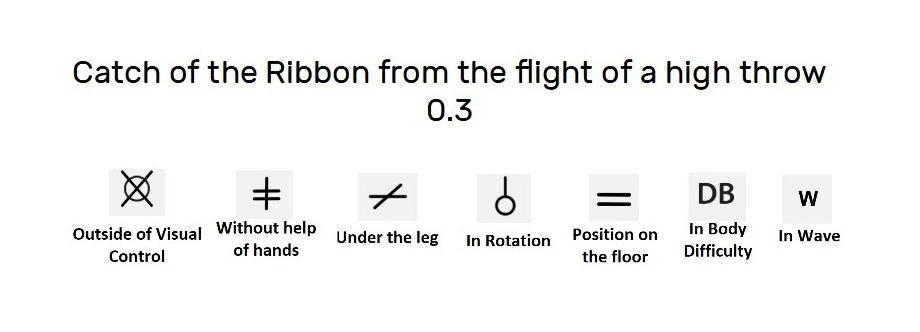 Catch of the Ribbon from the flight of a high throw
0.3
DB
W
Outside of Visual
Control
Without help
of hands
Under the leg
In Rotation
Position on
the floor
In Body
Difficulty
In Wave